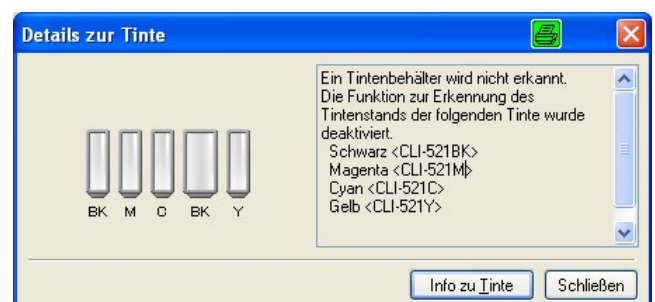 Details zur Tinte
Ein Tintenbehälter wird nicht erkannt.
Die Funktion zur Erkennung des
Tintenstands der folgenden Tinte wurde
deaktiviert.
Schwarz <CLI-521BK>
Magenta <CLI-521M>
Cyan <CLI-521C>
Gelb <CLI-521Y>
BK M C BK Y
Info zu Tinte Schließen